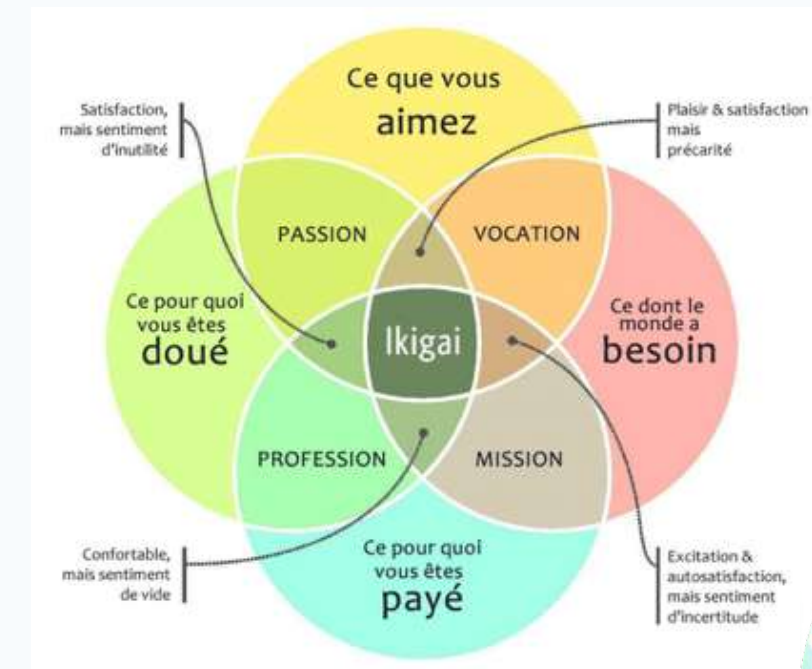 Ce que vous
aimez
Satisfaction,
mais sentiment
d'inutilité
Plaisir & satisfaction
mais
précarité
PASSION
VOCATION
Ce pour quoi
vous êtes
doué
Ikigai
Ce dont le
monde a
besoin
PROFESSION
MISSION
Confortable,
mais sentiment
de vide
Ce pour quoi
vous êtes
payé
Excitation &
autosatisfaction,
mais sentiment
d'incertitude